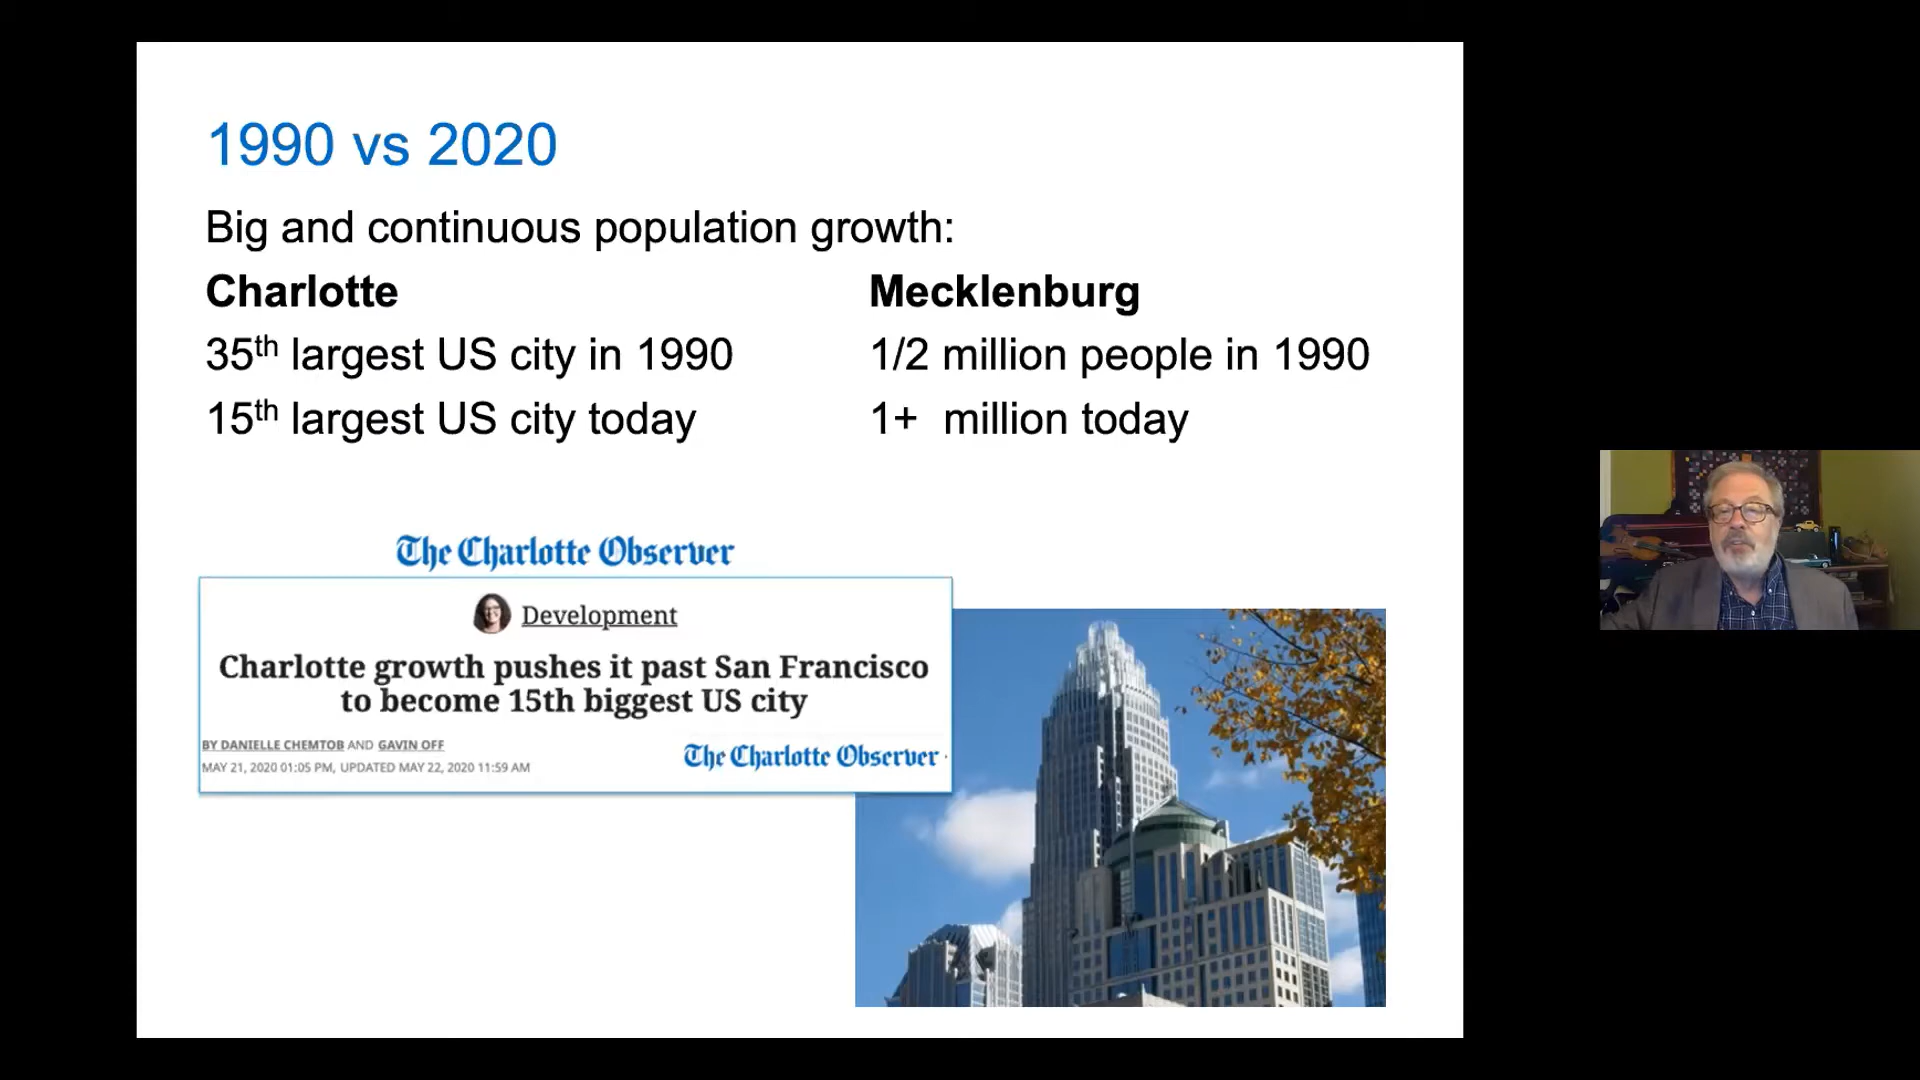 1990 vs 2020
Big and continuous population growth:
Charlotte
35th largest US city in 1990
15th largest US city today
Mecklenburg
1/2 million people in 1990
1+ million today
The Charlotte Observer
Development
Charlotte growth pushes it past San Francisco
to become 15th biggest US city
BY DANIELLE CHEMTOB AND GAVIN OFF
MAY 21, 2020 01:05 PM, UPDATED MAY 22, 2020 11:59 AM
The Charlotte Observer